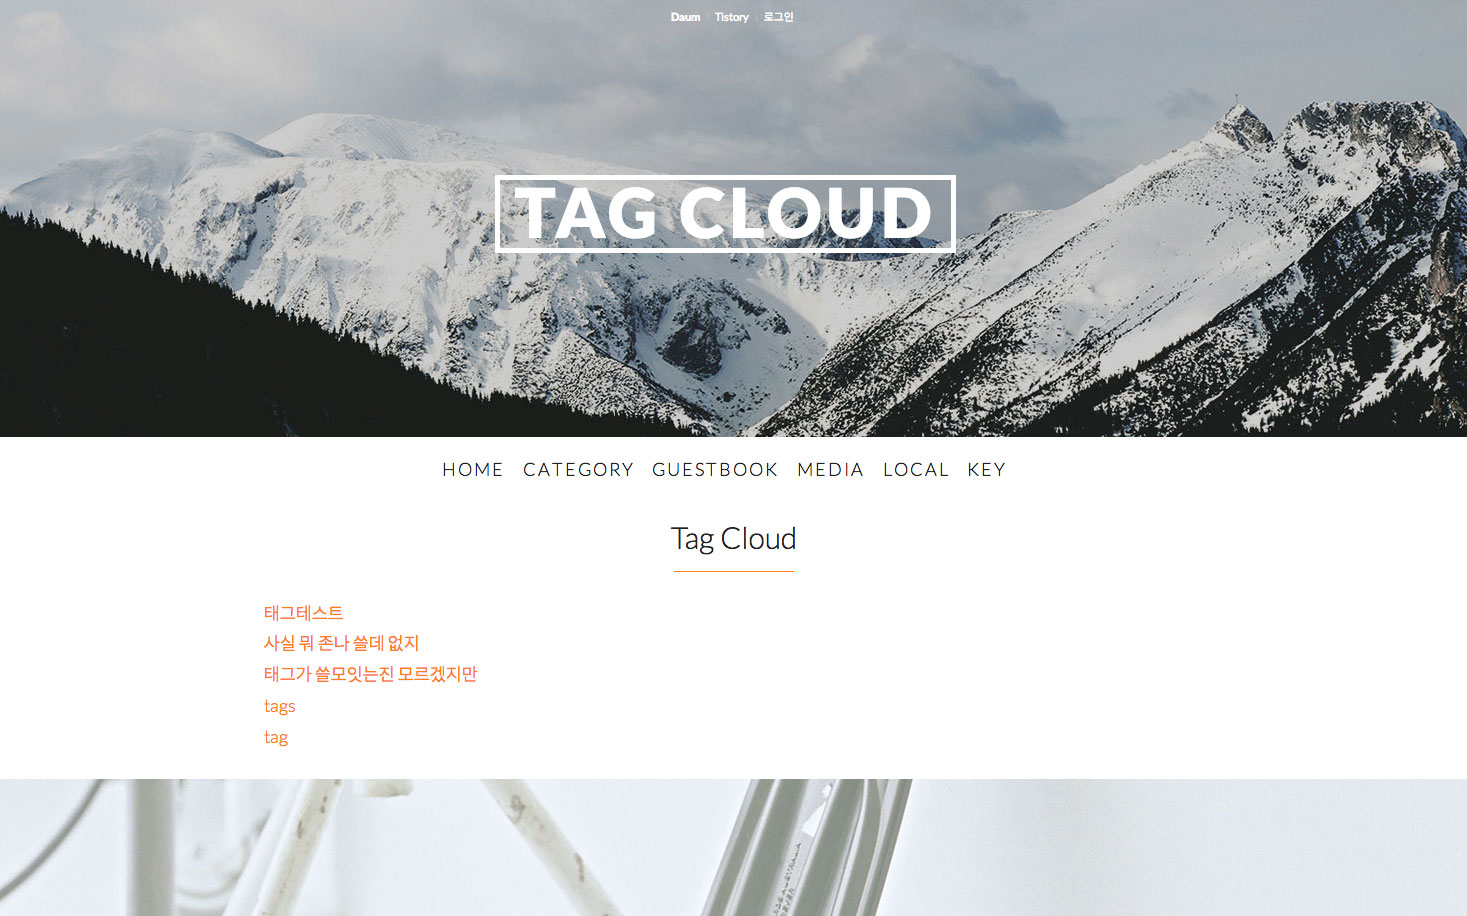 Daum Tistory 로그인
TAG CLOUD
HOME CATEGORY GUESTBOOK MEDIA LOCAL KEY
Tag Cloud
태그테스트
사실 뭐 존나 쓸데 없지
태그가 쓸모잇는진 모르겠지만
tags
tag